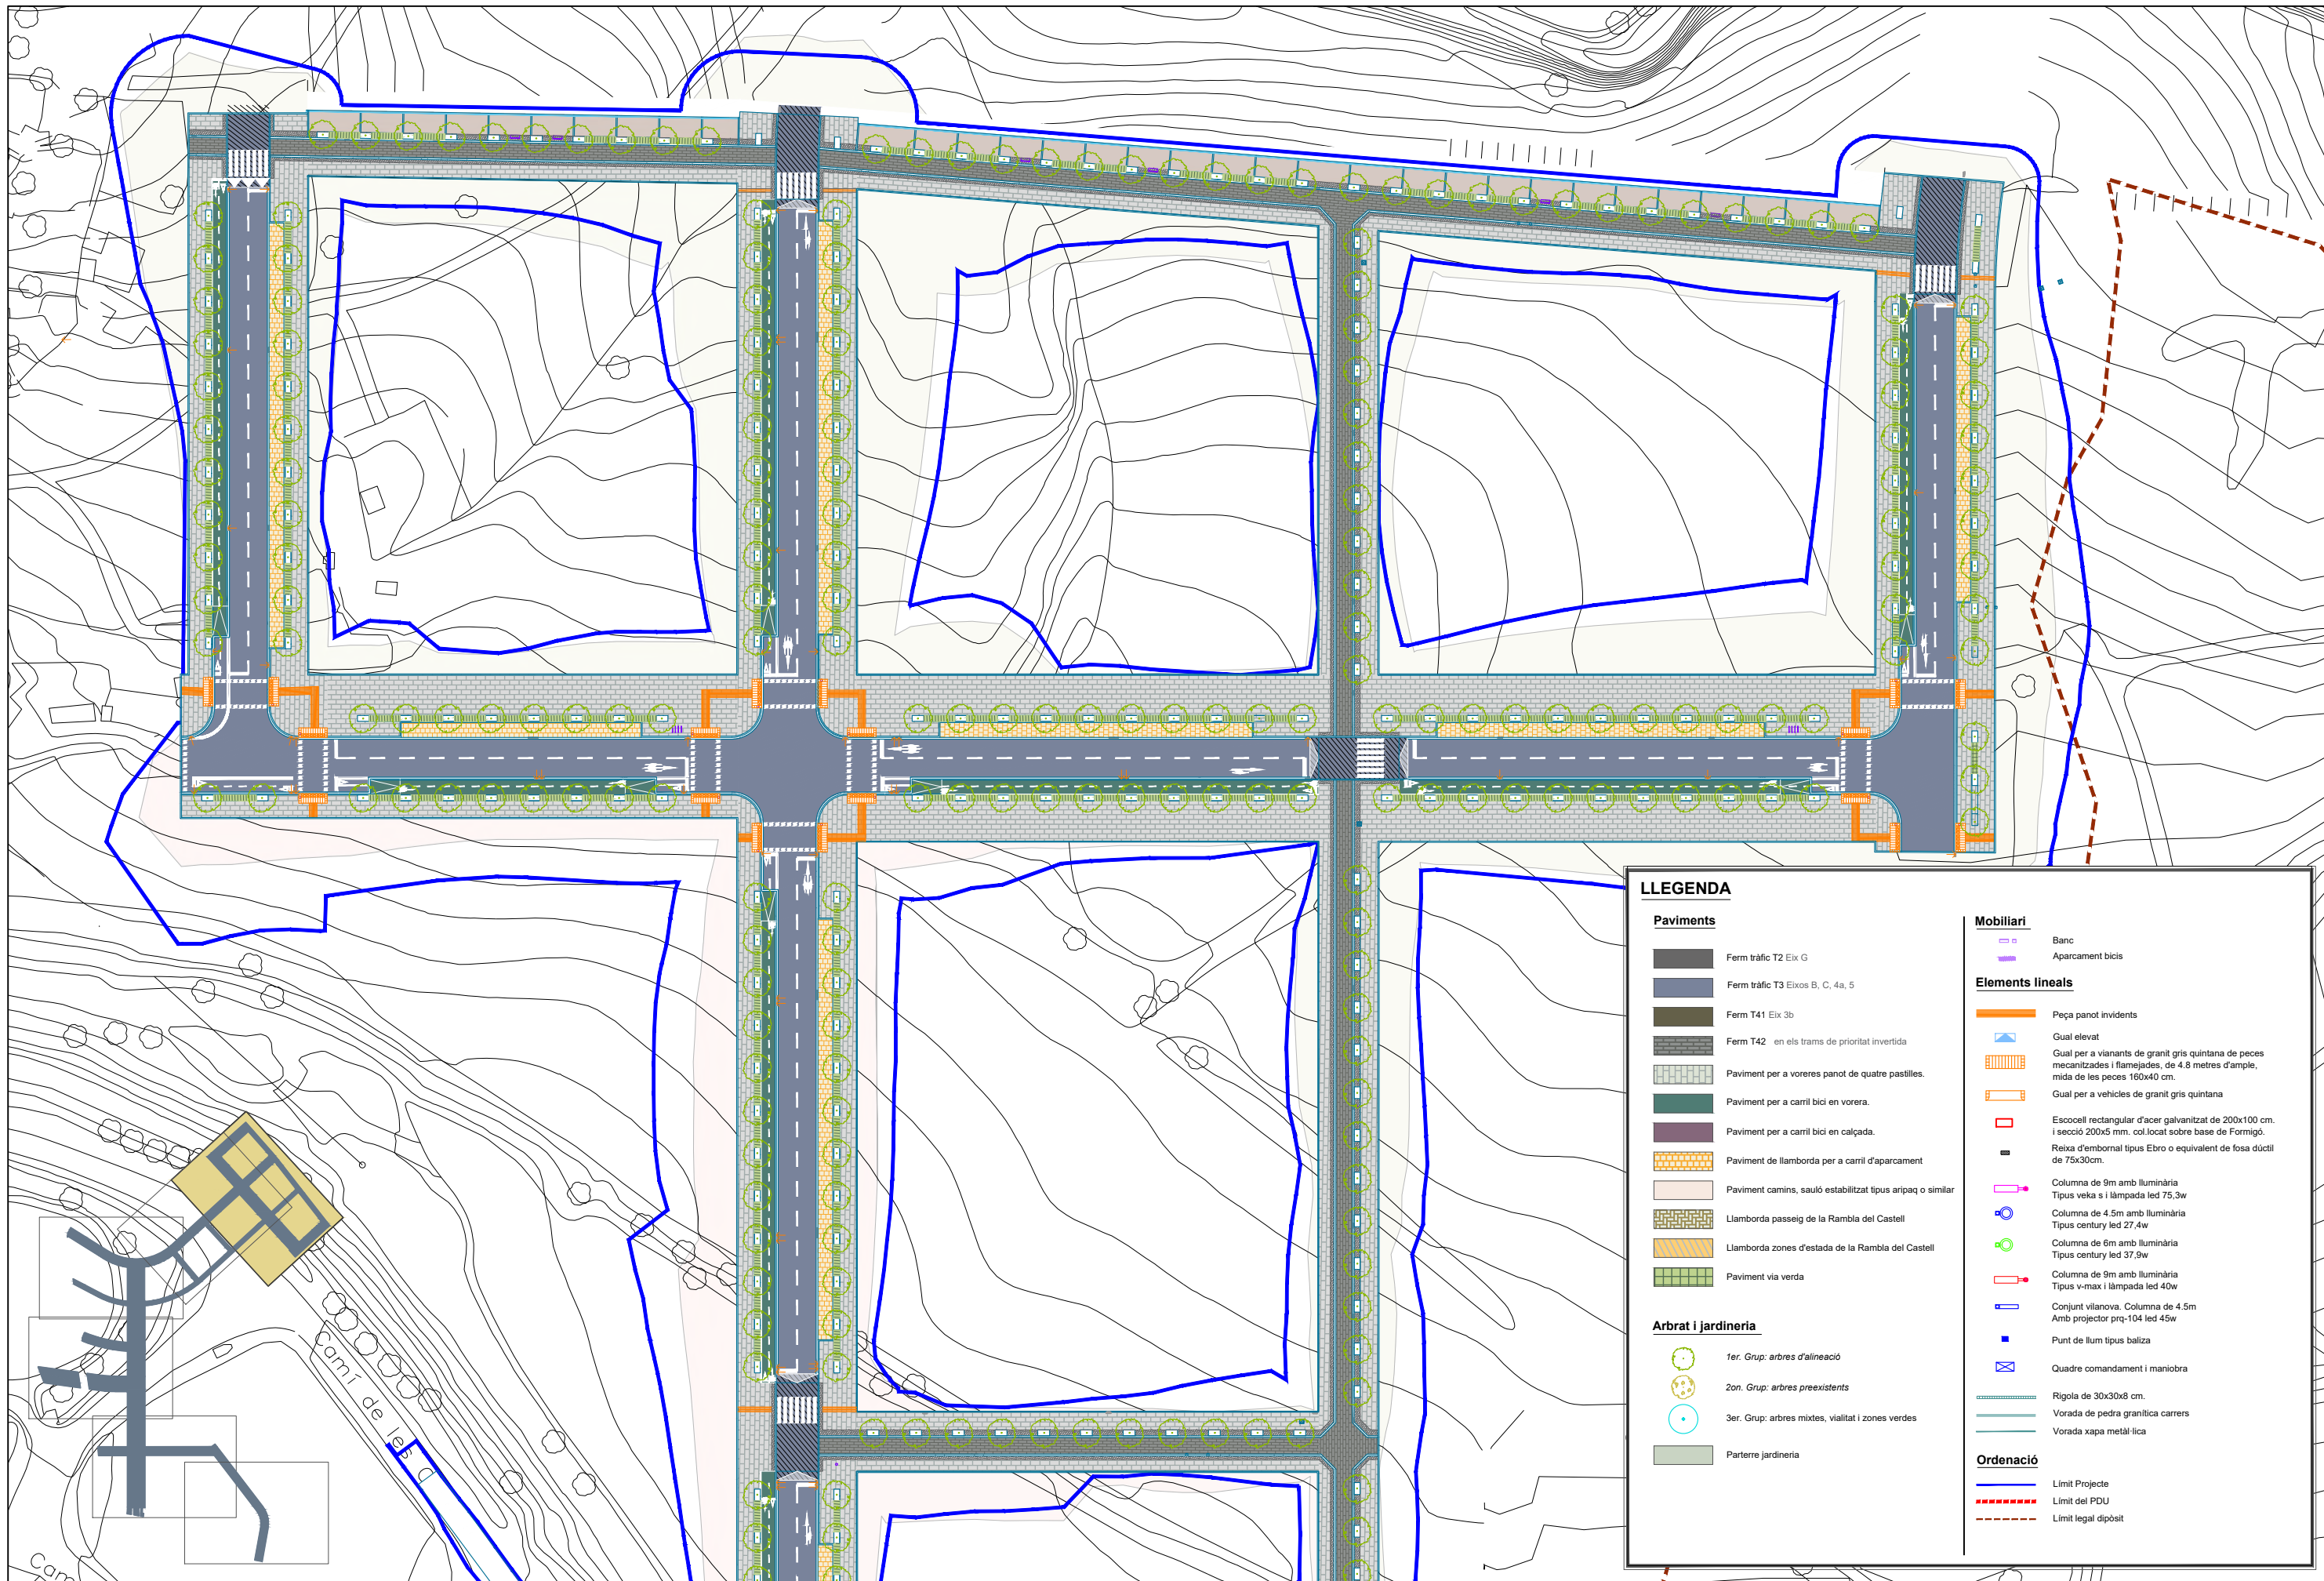 LLEGENDA
Paviments
Ferm tràfic T2 Eix G
Ferm tràfic T3 Eixos B, C, 4a, 5
Ferm T41 Eix 3b
Ferm T42 en els trams de prioritat invertida
Paviment per a voreres panot de quatre pastilles.
Paviment per a carril bici en vorera.
Paviment per a carril bici en calçada.
Paviment de llamborda per a carril d'aparcament
Paviment camins, sauló estabilitzat tipus aripaq o similar
Llamborda passeig de la Rambla del Castell
Llamborda zones d'estada de la Rambla del Castell
Paviment via verda
Arbrat i jardineria
1er. Grup: arbres d'alineació
2on. Grup: arbres preexistents
3er. Grup: arbres mixtes, vialitat i zones verdes
Parterre jardineria
Mobiliari
Banc
Aparcament bicis
Elements lineals
Peça panot invidents
Gual elevat
Gual per a vianants de granit gris quintana de peces
mecanitzades i flamejades, de 4.8 metres d'ample,
mida de les peces 160x40 cm.
Gual per a vehicles de granit gris quintana
Escocell rectangular d'acer galvanitzat de 200x100 cm.
i secció 200x5 mm. col.locat sobre base de Formigó.
Reixa d'embornal tipus Ebro o equivalent de fosa dúctil
de 75x30cm.
Columna de 9m amb lluminària
Tipus veka s i làmpada led 75,3w
Columna de 4.5m amb lluminària
Tipus century led 27,4w
Columna de 6m amb lluminària
Tipus century led 37,9w
Columna de 9m amb lluminària
Tipus v-max i làmpada led 40w
Conjunt vilanova. Columna de 4.5m
Amb projector prq-104 led 45w
Punt de llum tipus baliza
Quadre comandament i maniobra
Rigola de 30x30x8 cm.
Vorada de pedra granítica carrers
Vorada xapa metàl·lica
Ordenació
Límit Projecte
Límit del PDU
Límit legal dipòsit
Camí de les